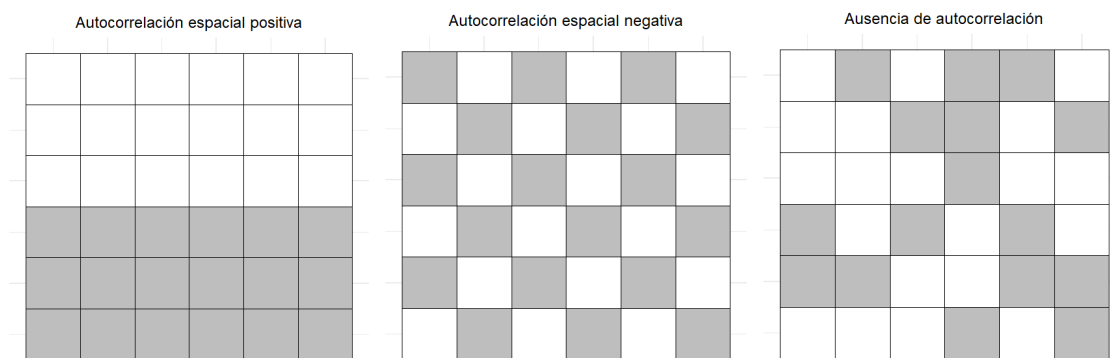 Autocorrelación espacial positiva
Autocorrelación espacial negativa
Ausencia de autocorrelación